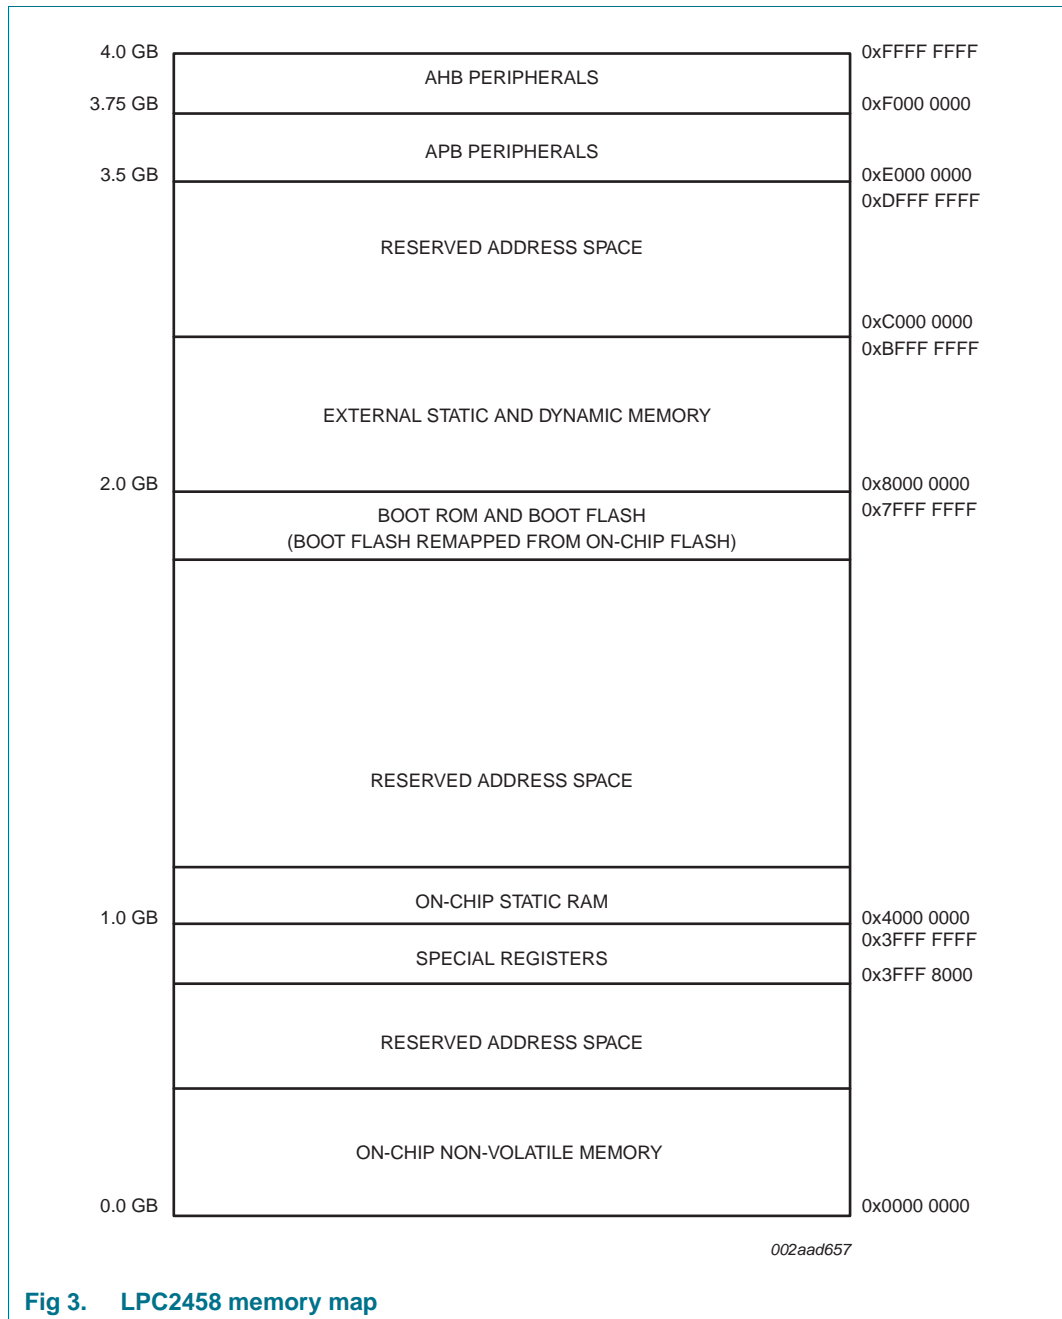 4.0 GB
0xFFFF FFFF
AHB PERIPHERALS
3.75 GB
0xF000 0000
APB PERIPHERALS
3.5 GB
0xE000 0000
0xDFFF FFFF
RESERVED ADDRESS SPACE
0xC000 0000
0xBFFF FFFF
EXTERNAL STATIC AND DYNAMIC MEMORY
2.0 GB
0x8000 0000
0x7FFF FFFF
BOOT ROM AND BOOT FLASH
(BOOT FLASH REMAPPED FROM ON-CHIP FLASH)
RESERVED ADDRESS SPACE
ON-CHIP STATIC RAM
1.0 GB
0x4000 0000
0x3FFF FFFF
SPECIAL REGISTERS
0x3FFF 8000
RESERVED ADDRESS SPACE
ON-CHIP NON-VOLATILE MEMORY
0.0 GB
0x0000 0000
002aad657
Fig 3. LPC2458 memory map